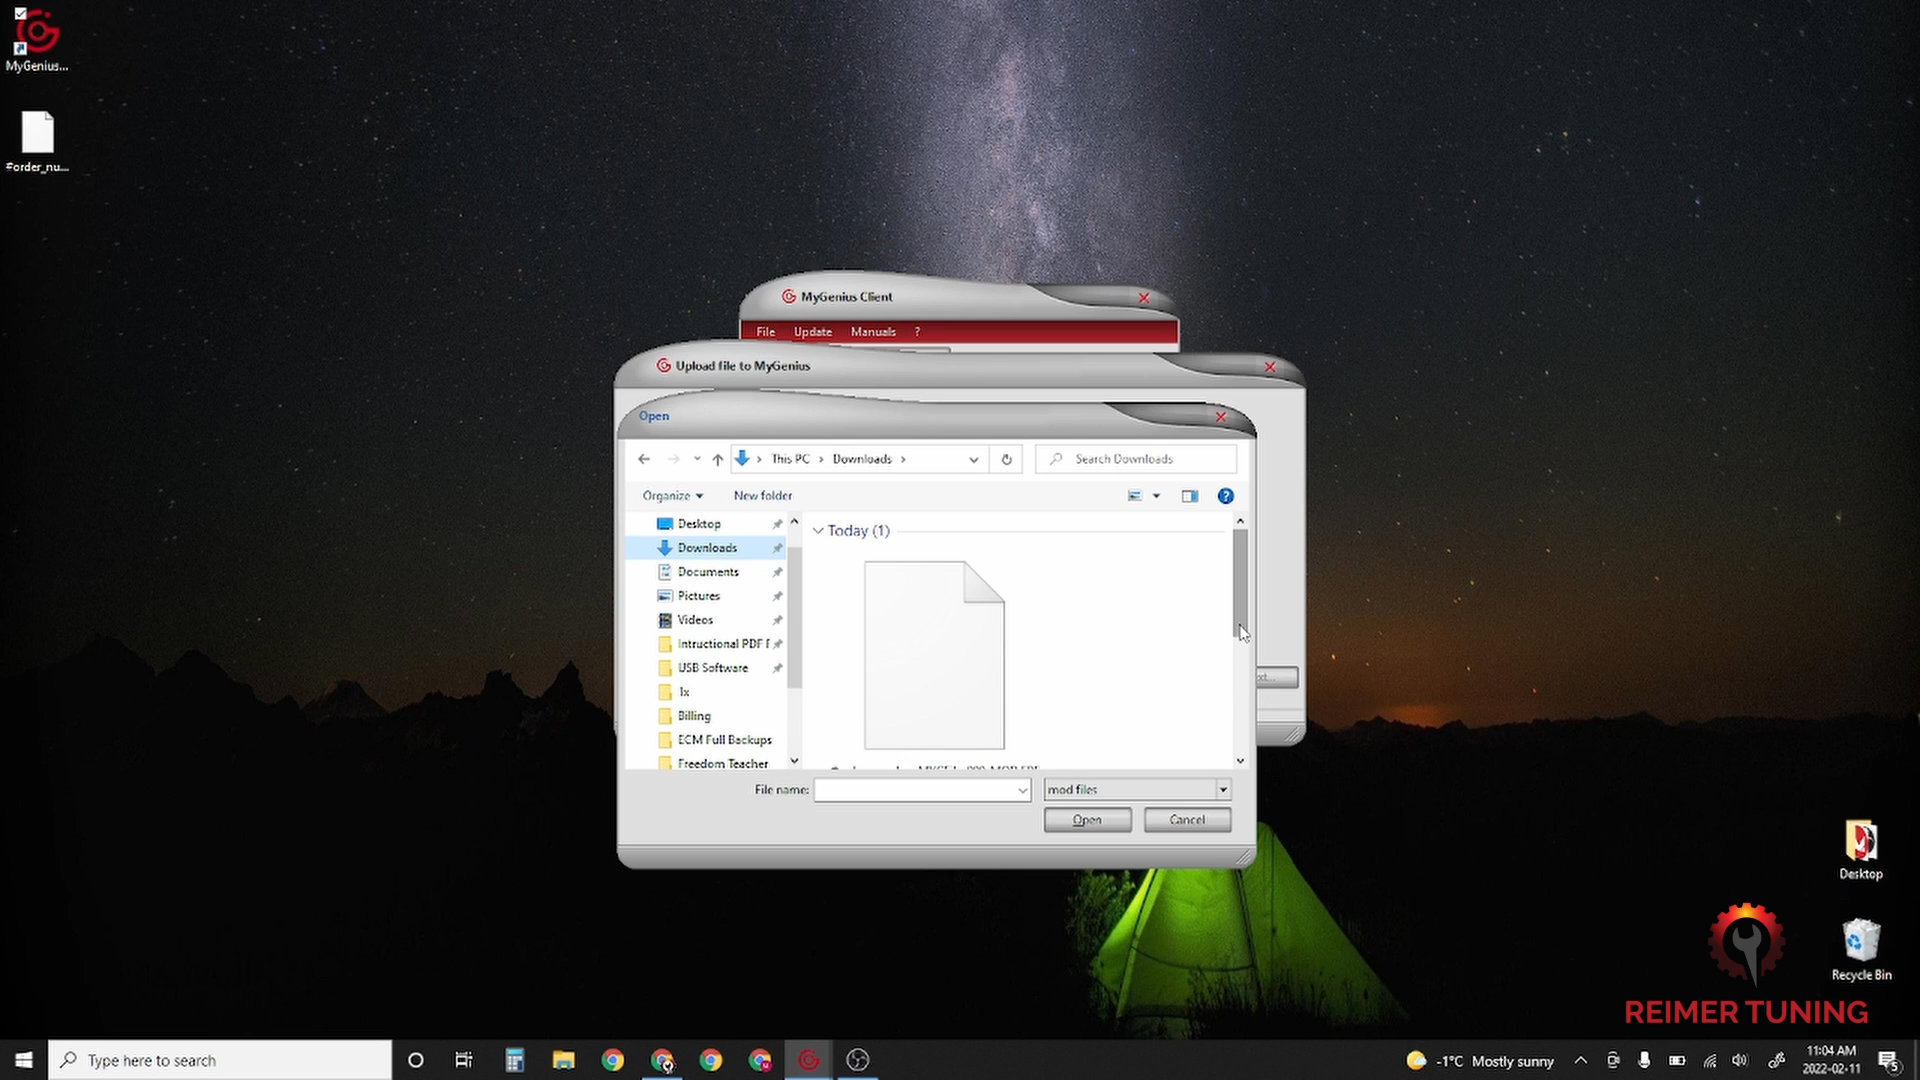 MyGenius...
#order_nu...
MyGenius Client
File Update Manuals ?
Upload file to MyGenius
Open
This PC > Downloads >
Search Downloads
Organize
New folder
Desktop
Downloads
Documents
Pictures
Videos
Intructional PDF F
USB Software
1x
Billing
ECM Full Backups
Freedom Teacher
Today (1)
File name:
mod files
Open
Cancel
Desktop
Recycle Bin
REIMER TUNING
Type here to search
-1°C Mostly sunny
11:04 AM
2022-02-11
5